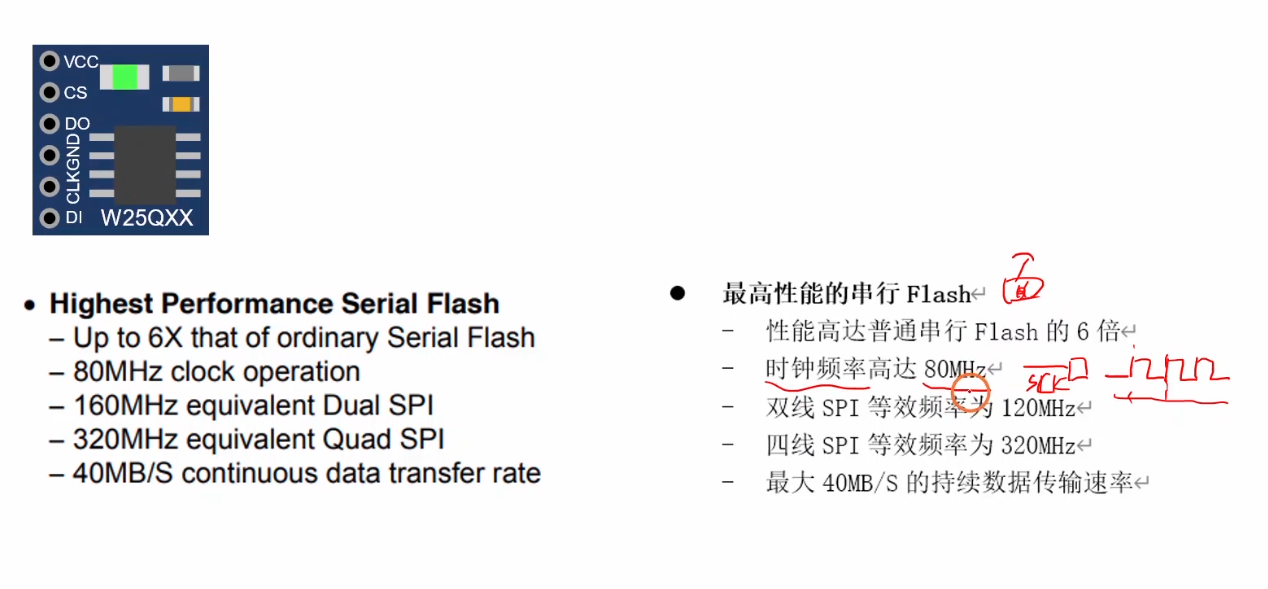 VCC
CS
DO
GND
CLK
DI
W25QXX
• Highest Performance Serial Flash
– Up to 6X that of ordinary Serial Flash
– 80MHz clock operation
– 160MHz equivalent Dual SPI
– 320MHz equivalent Quad SPI
– 40MB/S continuous data transfer rate
● 最高性能的串行 Flash↵
- 性能高达普通串行 Flash 的 6 倍↵
- 时钟频率高达 80MHz↵ SCK
- 双线 SPI 等效频率为 120MHz↵
- 四线 SPI 等效频率为 320MHz↵
- 最大 40MB/S 的持续数据传输速率↵